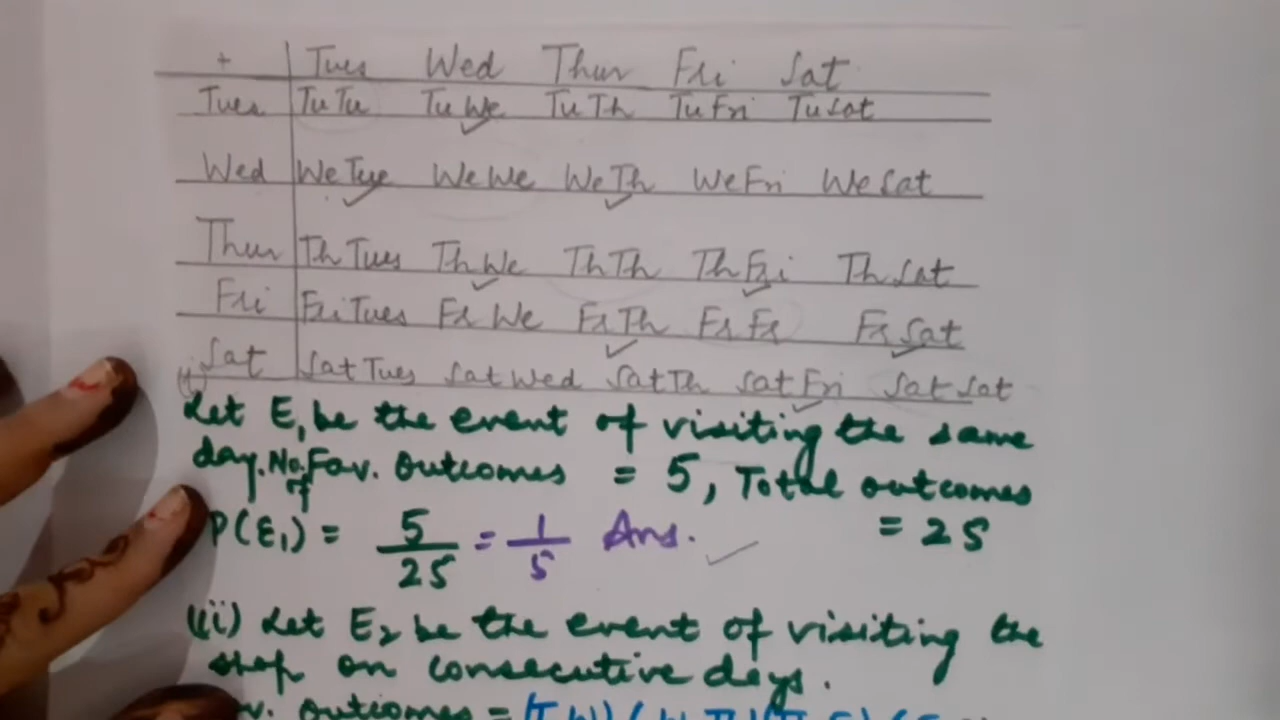 + Tues Wed Thur Fri Sat
Tues TuTu TuWe TuTh TuFri TuSat
Wed WeTue WeWe WeTh WeFri WeSat
Thur ThTues ThWe ThTh ThFri ThSat
Fri FriTues FrWe FrTh FrFr FrSat
Sat SatTues SatWed SatTh SatFri SatSat
Let E1 be the event of visiting the same
day. No. of Fav. outcomes = 5, Total outcomes
= 25
P(E1) = 5/25 = 1/5 Ans.
(ii) Let E2 be the event of visiting the
shop on consecutive days.
outcomes =